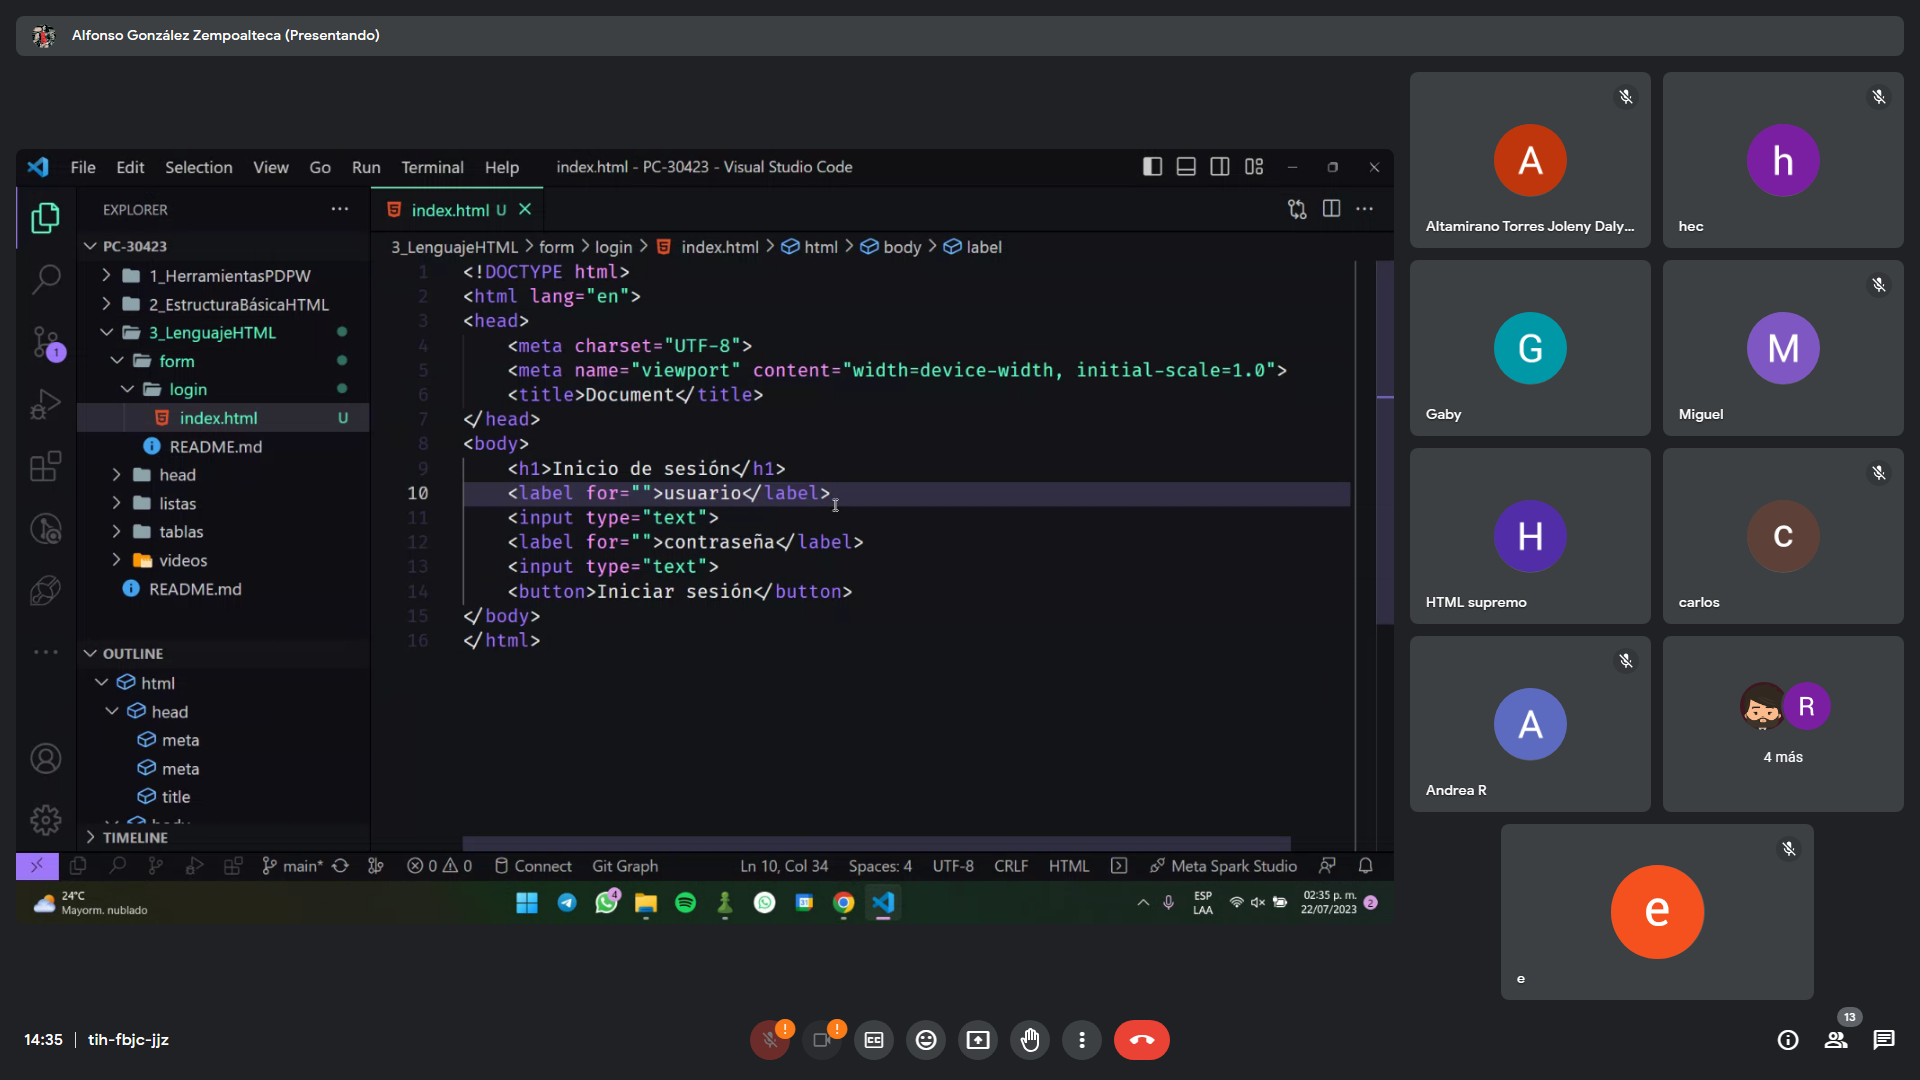 Alfonso González Zempoalteca (Presentando)
File Edit Selection View Go Run Terminal Help
index.html - PC-30423 - Visual Studio Code
EXPLORER
PC-30423
1_HerramientasPDPW
2_EstructuraBásicaHTML
3_LenguajeHTML
form
login
index.html U
README.md
head
listas
tablas
videos
README.md
OUTLINE
html
head
meta
meta
title
body
TIMELINE
index.html U
3_LenguajeHTML > form > login > index.html > html > body > label
1 <!DOCTYPE html>
2 <html lang="en">
3 <head>
4 <meta charset="UTF-8">
5 <meta name="viewport" content="width=device-width, initial-scale=1.0">
6 <title>Document</title>
7 </head>
8 <body>
9 <h1>Inicio de sesión</h1>
10 <label for="">usuario</label>
11 <input type="text">
12 <label for="">contraseña</label>
13 <input type="text">
14 <button>Iniciar sesión</button>
15 </body>
16 </html>
1
main* 0 0 Connect Git Graph Ln 10, Col 34 Spaces: 4 UTF-8 CRLF HTML Meta Spark Studio
24°C
Mayorm. nublado
4
ESP
LAA
02:35 p. m.
22/07/2023
2
A
Altamirano Torres Joleny Daly...
h
hec
G
Gaby
M
Miguel
H
HTML supremo
c
carlos
A
Andrea R
R
4 más
e
e
14:35 | tih-fbjc-jjz
!
!
CC
13